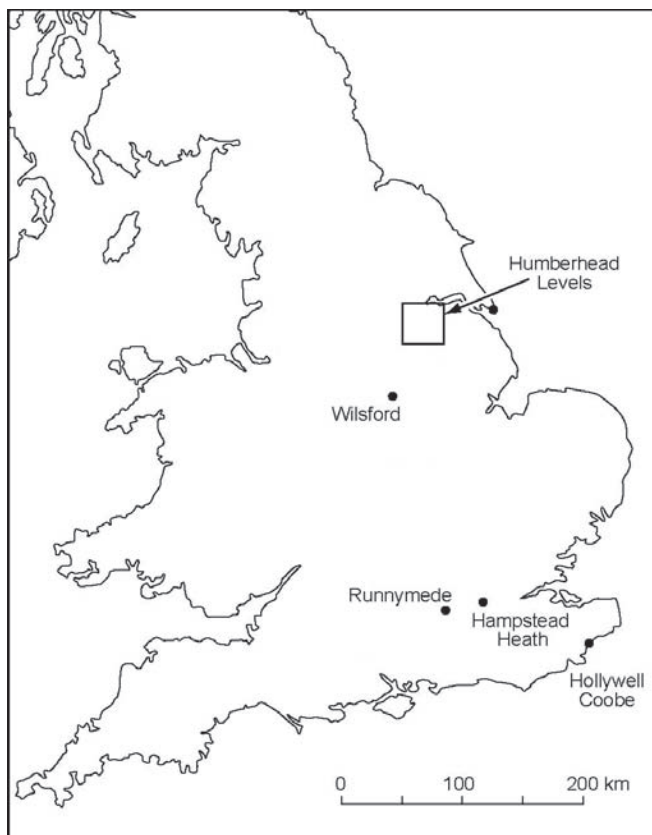 Humberhead
Levels
Wilsford
Runnymede
Hampstead
Heath
Hollywell
Coobe
0 100 200 km